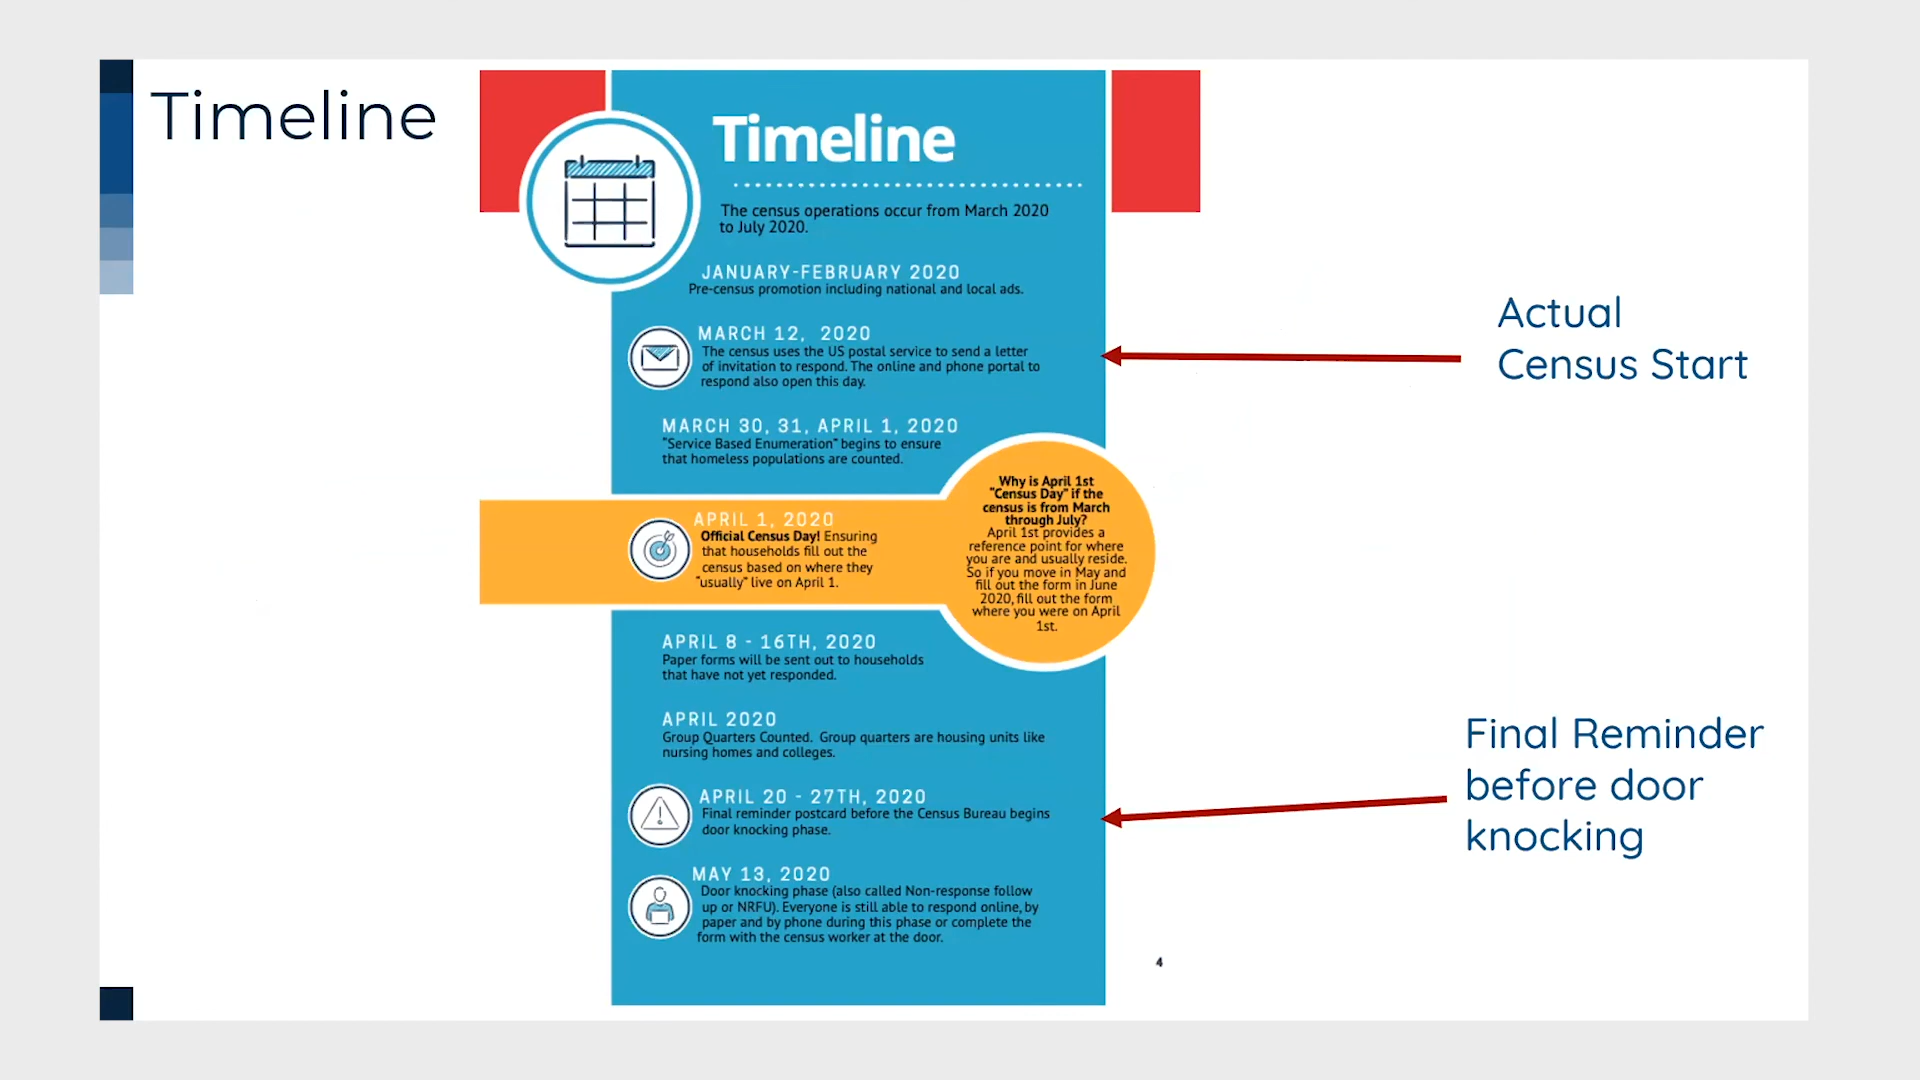 Timeline
Timeline
The census operations occur from March 2020
to July 2020.
JANUARY-FEBRUARY 2020
Pre-census promotion including national and local ads.
MARCH 12, 2020
The census uses the US postal service to send a letter
of invitation to respond. The online and phone portal to
respond also open this day.
Actual
Census Start
MARCH 30, 31, APRIL 1, 2020
"Service Based Enumeration" begins to ensure
that homeless populations are counted.
APRIL 1, 2020
Official Census Day! Ensuring
that households fill out the
census based on where they
"usually" live on April 1.
Why is April 1st
"Census Day" if the
census is from March
through July?
April 1st provides a
reference point for where
you are and usually reside.
So if you move in May and
fill out the form in June
2020, fill out the form
where you were on April
1st.
APRIL 8 - 16TH, 2020
Paper forms will be sent out to households
that have not yet responded.
APRIL 2020
Group Quarters Counted. Group quarters are housing units like
nursing homes and colleges.
APRIL 20 - 27TH, 2020
Final reminder postcard before the Census Bureau begins
door knocking phase.
Final Reminder
before door
knocking
MAY 13, 2020
Door knocking phase (also called Non-response follow
up or NRFU). Everyone is still able to respond online, by
paper and by phone during this phase or complete the
form with the census worker at the door.
4